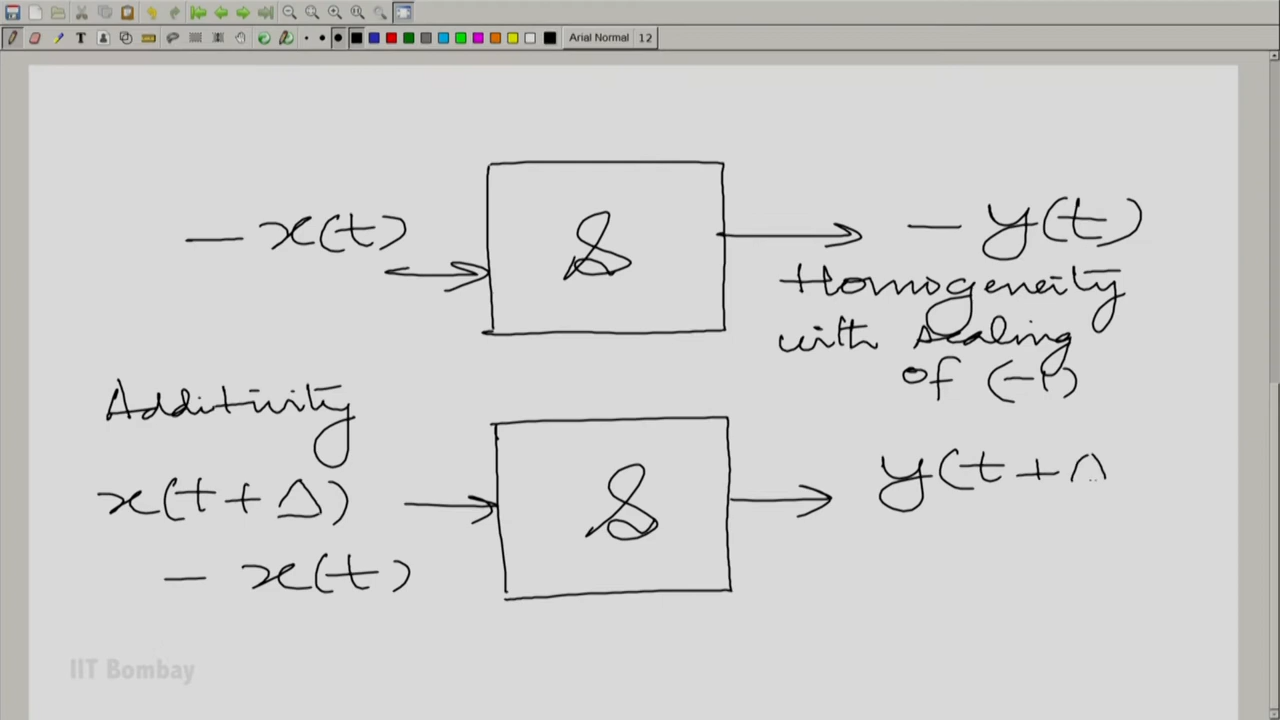 T
Arial Normal 12
− x(t)
S
− y(t)
Homogeneity
with scaling
of (−1)
Additivity
x(t + Δ)
− x(t)
S
y(t + Δ
IIT Bombay